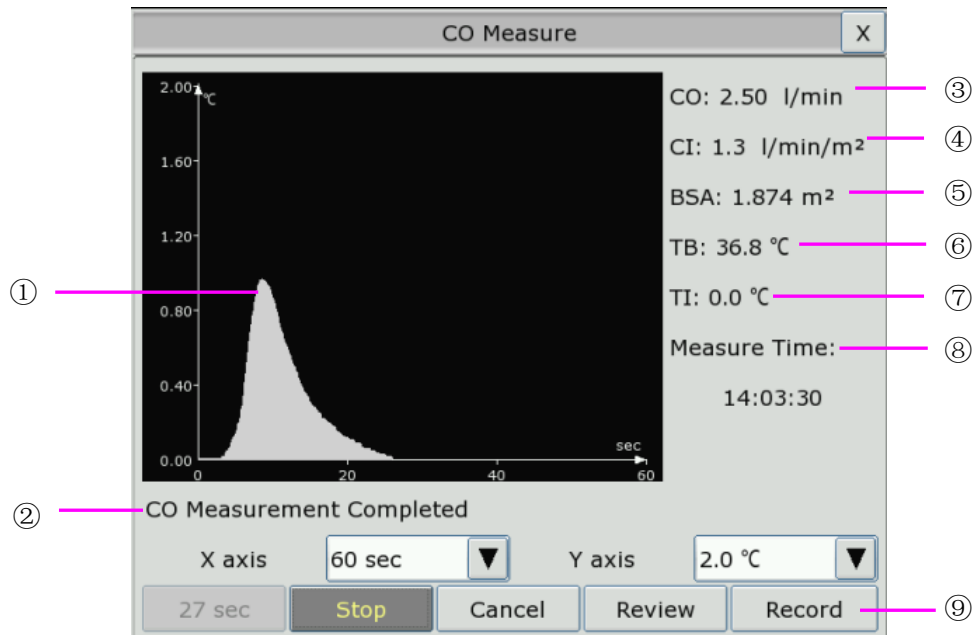 CO Measure X
2.00
℃
1.60
1.20
0.80
0.40
0.00
0 20 40 60
sec
CO: 2.50 l/min
CI: 1.3 l/min/m²
BSA: 1.874 m²
TB: 36.8 ℃
TI: 0.0 ℃
Measure Time:
14:03:30
CO Measurement Completed
X axis 60 sec Y axis 2.0 ℃
27 sec Stop Cancel Review Record
①
②
③
④
⑤
⑥
⑦
⑧
⑨